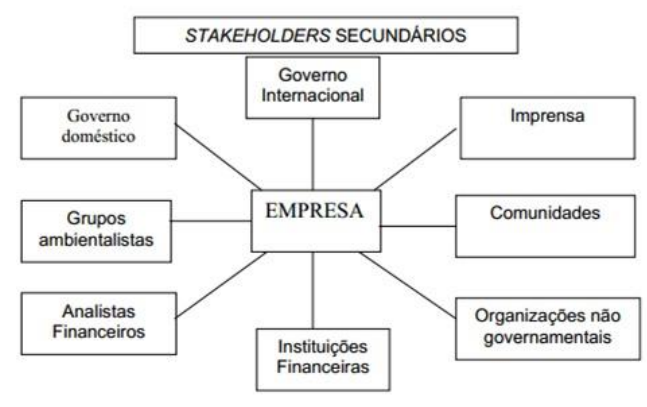 STAKEHOLDERS SECUNDÁRIOS
Governo
Internacional
Governo
doméstico
Imprensa
EMPRESA
Grupos
ambientalistas
Comunidades
Analistas
Financeiros
Organizações não
governamentais
Instituições
Financeiras